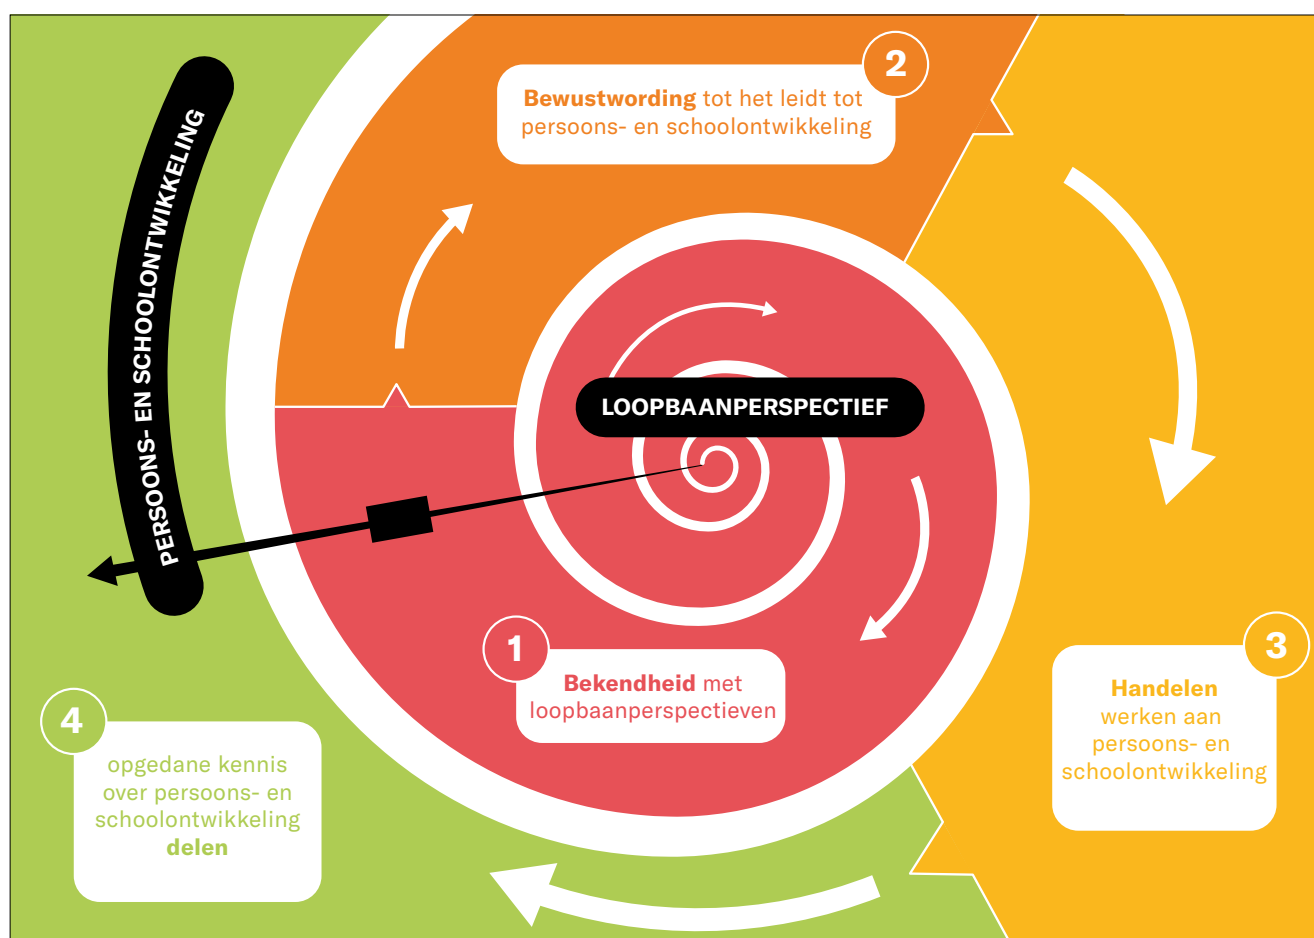 PERSOONS- EN SCHOOLONTWIKKELING
LOOPBAANPERSPECTIEF
1
Bekendheid met
loopbaanperspectieven
2
Bewustwording tot het leidt tot
persoons- en schoolontwikkeling
3
Handelen
werken aan
persoons- en
schoolontwikkeling
4
opgedane kennis
over persoons- en
schoolontwikkeling
delen